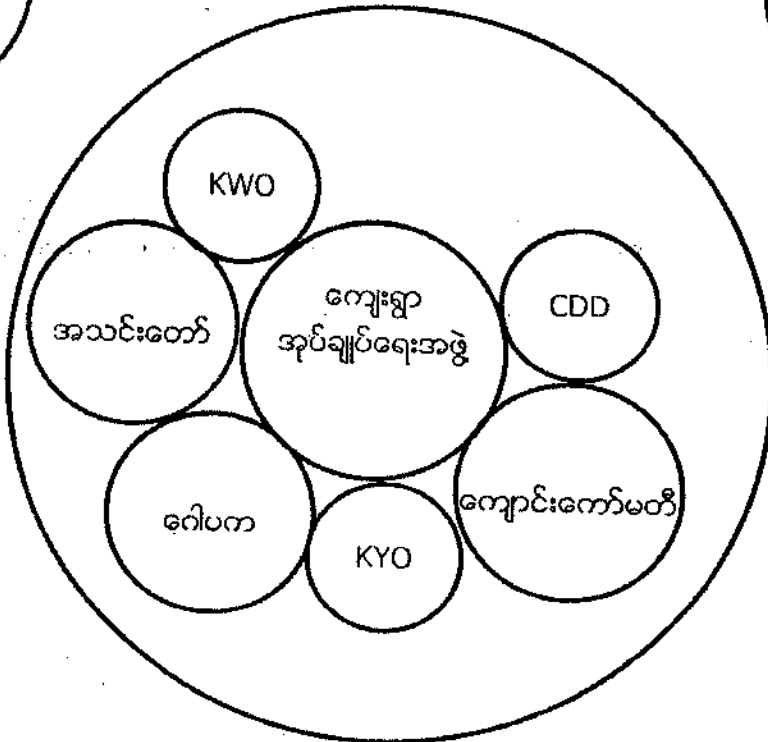 KWO
ကျေးရွာ
အုပ်ချုပ်ရေးအဖွဲ့
CDD
အသင်းတော်
ကျောင်းကော်မတီ
ဂေါပက
KYO